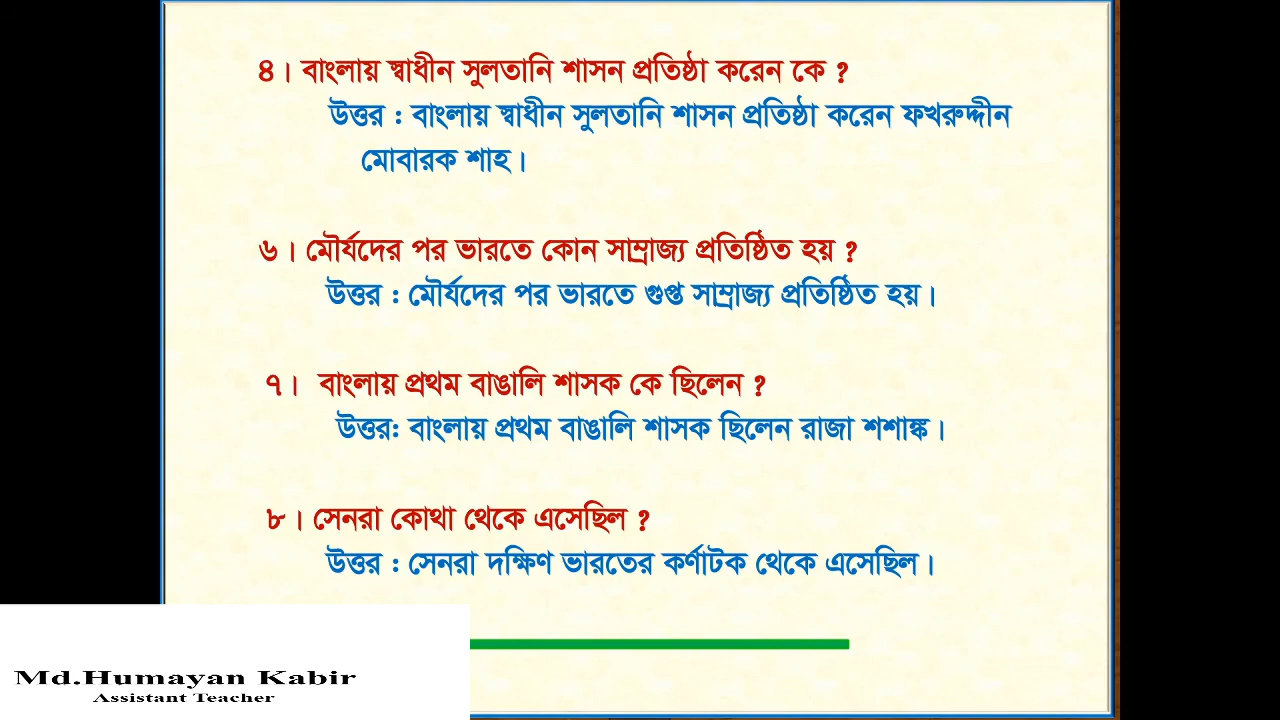 ৪। বাংলায় স্বাধীন সুলতানি শাসন প্রতিষ্ঠা করেন কে ?
উত্তর : বাংলায় স্বাধীন সুলতানি শাসন প্রতিষ্ঠা করেন ফখরুদ্দীন
মোবারক শাহ।
৬। মৌর্যদের পর ভারতে কোন সাম্রাজ্য প্রতিষ্ঠিত হয় ?
উত্তর : মৌর্যদের পর ভারতে গুপ্ত সাম্রাজ্য প্রতিষ্ঠিত হয়।
৭। বাংলায় প্রথম বাঙালি শাসক কে ছিলেন ?
উত্তর: বাংলায় প্রথম বাঙালি শাসক ছিলেন রাজা শশাঙ্ক।
৮। সেনরা কোথা থেকে এসেছিল ?
উত্তর : সেনরা দক্ষিণ ভারতের কর্ণাটক থেকে এসেছিল।
Md.Humayan Kabir
Assistant Teacher